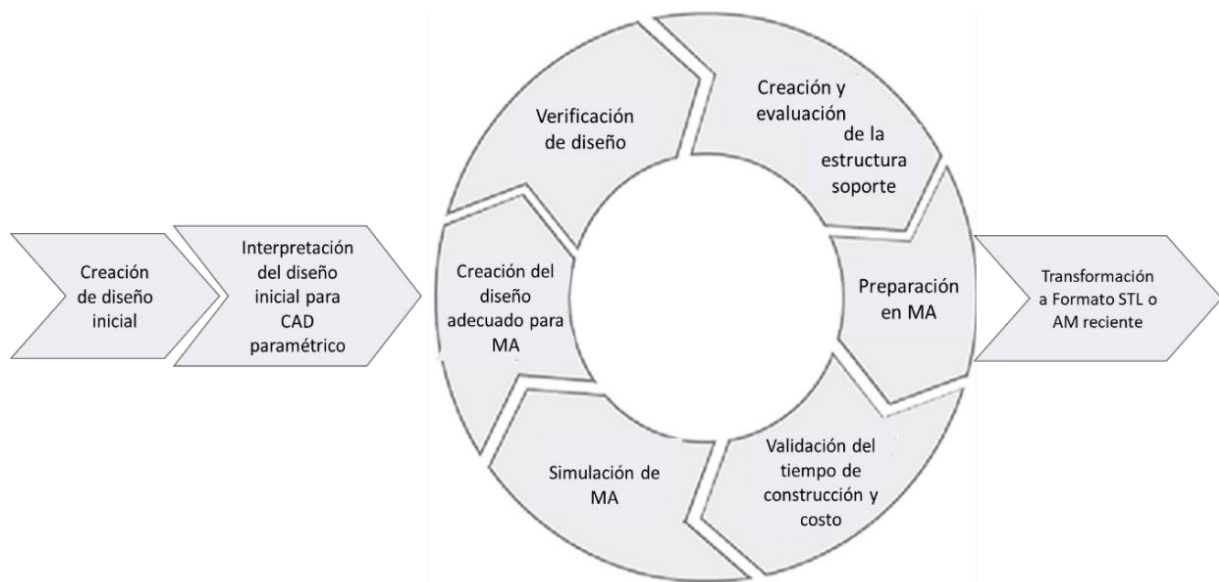 Creación
de diseño
inicial
Interpretación
del diseño
inicial para
CAD
paramétrico
Creación del
diseño
adecuado para
MA
Verificación
de diseño
Creación y
evaluación
de la
estructura
soporte
Preparación
en MA
Validación del
tiempo de
construcción y
costo
Simulación de
MA
Transformación
a Formato STL o
AM reciente